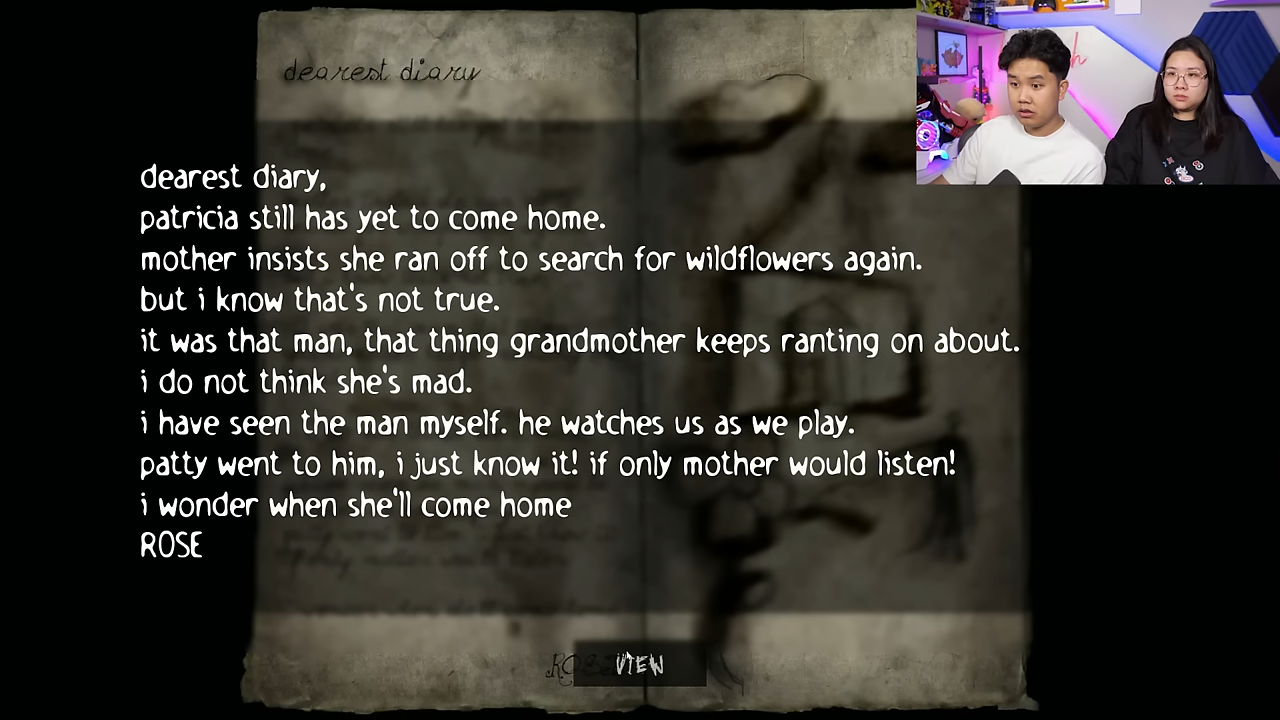 dearest diary
dearest diary,
patricia still has yet to come home.
mother insists she ran off to search for wildflowers again.
but i know that's not true.
it was that man, that thing grandmother keeps ranting on about.
i do not think she's mad.
i have seen the man myself. he watches us as we play.
patty went to him, i just know it! if only mother would listen!
i wonder when she'll come home
ROSE
VIEW